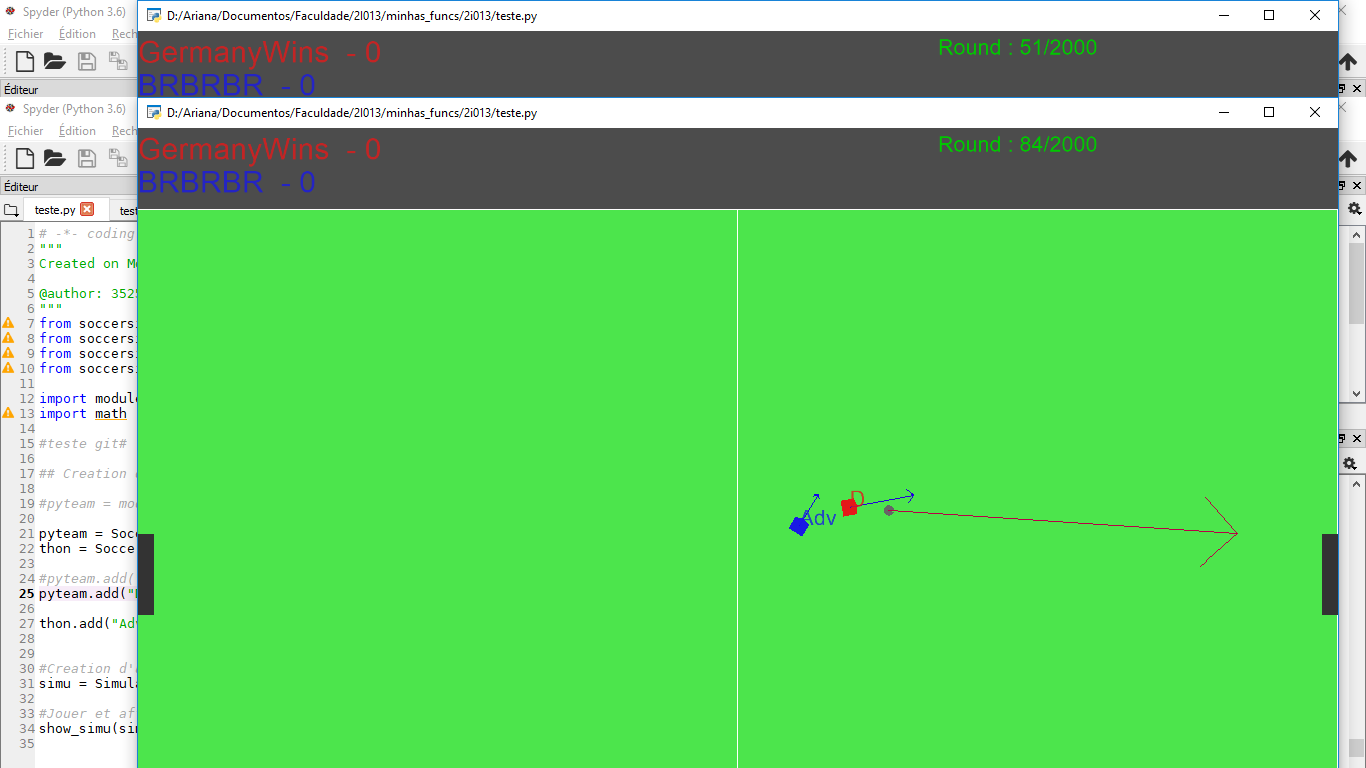 Spyder (Python 3.6)
D:/Ariana/Documentos/Faculdade/2I013/minhas_funcs/2i013/teste.py
Fichier Édition Rech
GermanyWins - 0
Round : 51/2000
BRBRBR - 0
Éditeur
Spyder (Python 3.6)
D:/Ariana/Documentos/Faculdade/2I013/minhas_funcs/2i013/teste.py
Fichier Édition Rech
GermanyWins - 0
Round : 84/2000
BRBRBR - 0
Éditeur
teste.py
1 # -*- coding
2 """
3 Created on M
4
5 @author: 352
6 """
7 from soccers
8 from soccers
9 from soccers
10 from soccers
11
12 import modul
13 import math
14
15 #teste git#
16
17 ## Creation
18
19 #pyteam = mo
20
21 pyteam = Socc
22 thon = Socce
23
24 #pyteam.add(
25 pyteam.add("
26
27 thon.add("Ad
28
29
30 #Creation d'
31 simu = Simul
32
33 #Jouer et af
34 show_simu(si
35
D
Adv